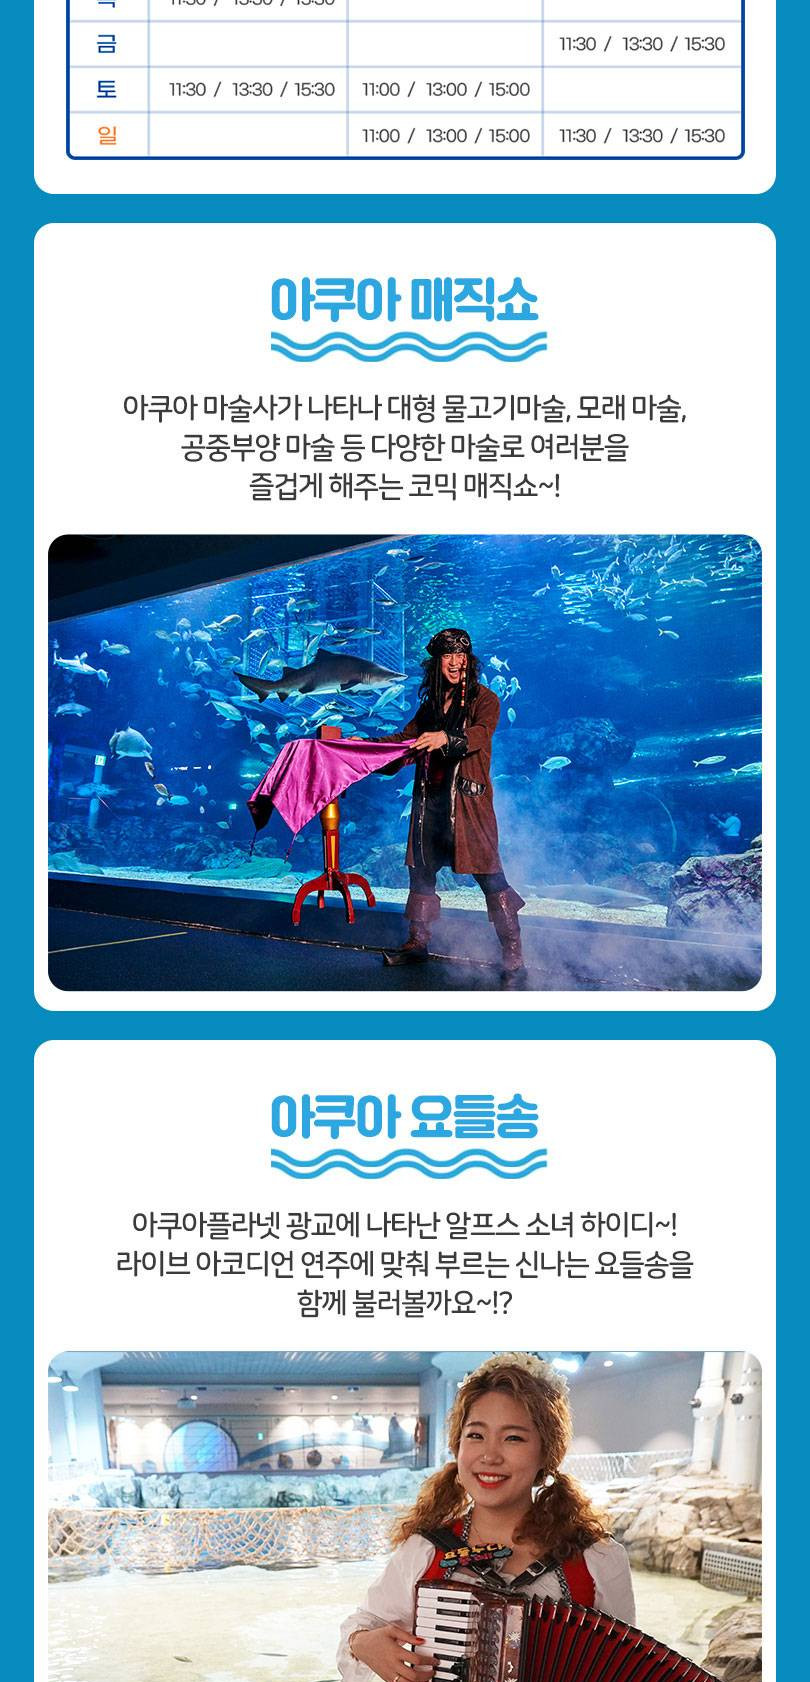 목 11:30 / 13:30 / 15:30
금 11:30 / 13:30 / 15:30
토 11:30 / 13:30 / 15:30 11:00 / 13:00 / 15:00
일 11:00 / 13:00 / 15:00 11:30 / 13:30 / 15:30
아쿠아 매직쇼
아쿠아 마술사가 나타나 대형 물고기마술, 모래 마술,
공중부양 마술 등 다양한 마술로 여러분을
즐겁게 해주는 코믹 매직쇼~!
아쿠아 요들송
아쿠아플라넷 광교에 나타난 알프스 소녀 하이디~!
라이브 아코디언 연주에 맞춰 부르는 신나는 요들송을
함께 불러볼까요~!?